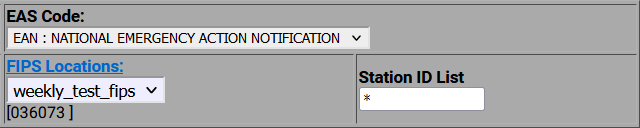 EAS Code:
EAN : NATIONAL EMERGENCY ACTION NOTIFICATION
FIPS Locations:
weekly_test_fips
[036073 ]
Station ID List
*